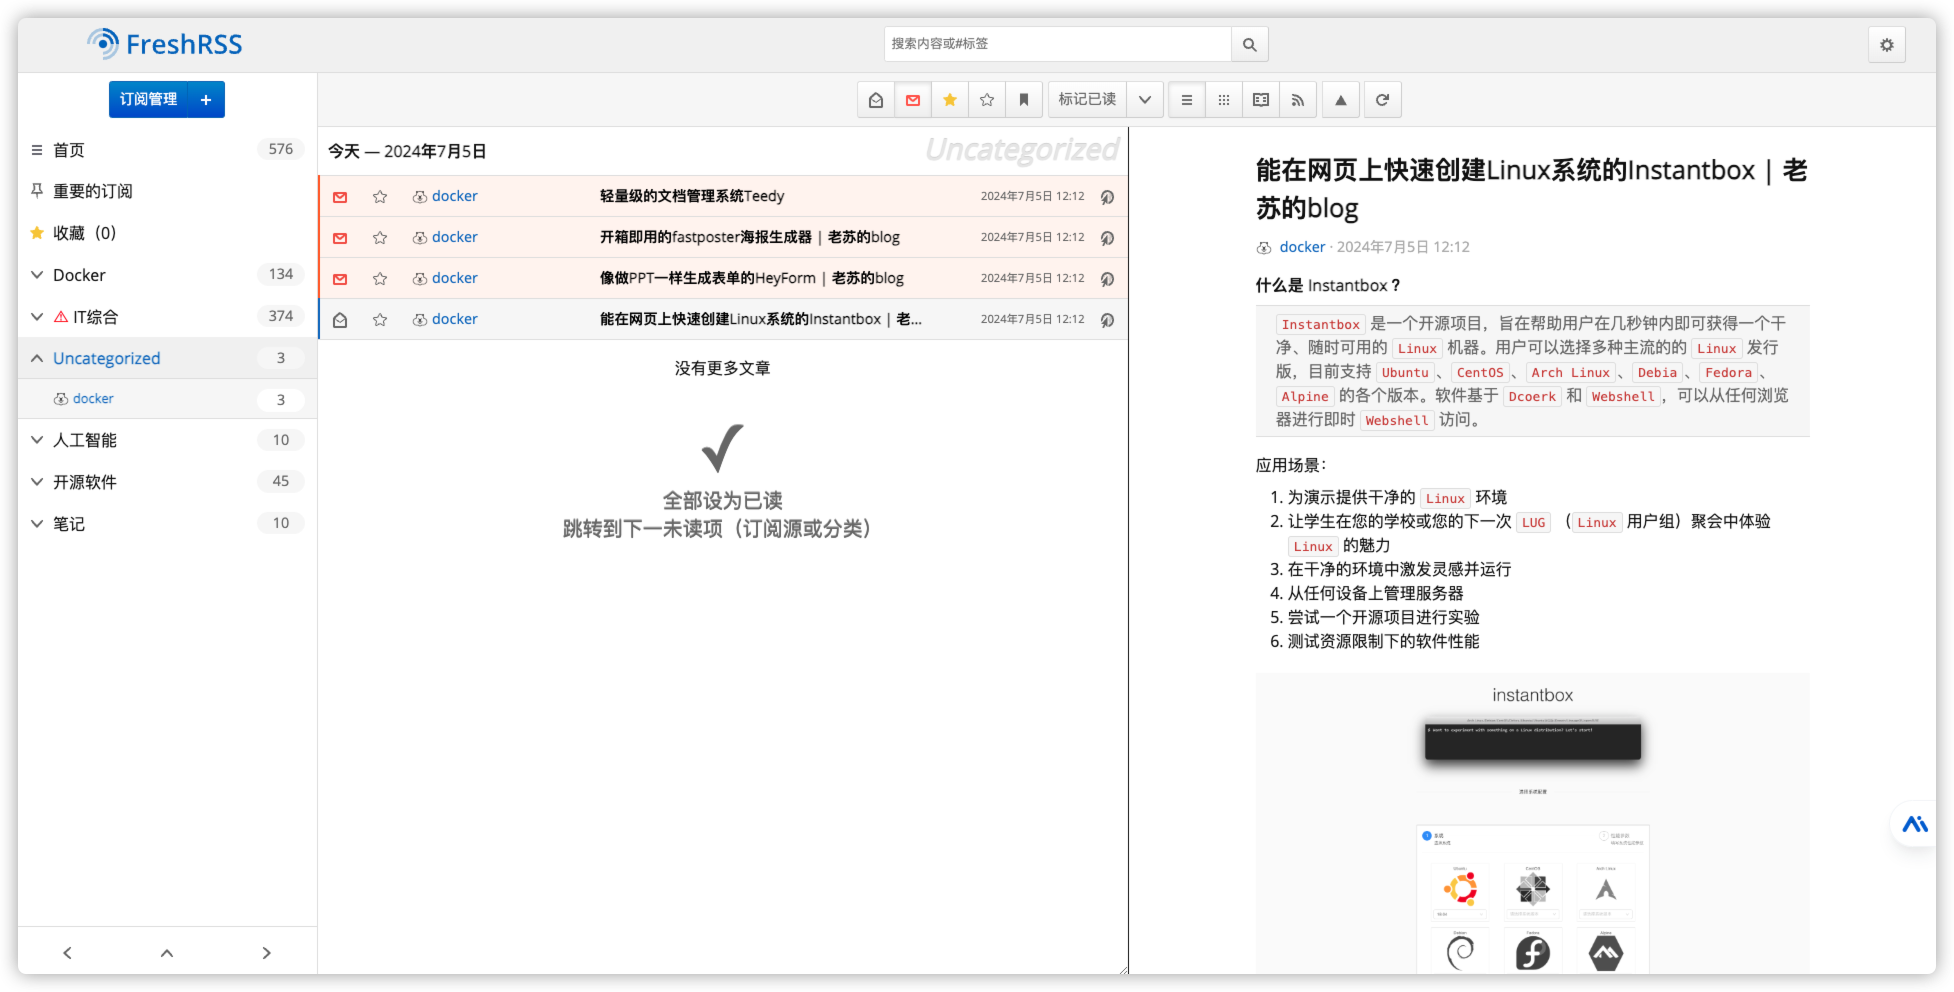 FreshRSS
搜索内容或#标签
订阅管理
标记已读
首页 576
重要的订阅
收藏（0）
Docker 134
IT综合 374
Uncategorized 3
docker 3
人工智能 10
开源软件 45
笔记 10
今天 — 2024年7月5日
Uncategorized
docker 轻量级的文档管理系统Teedy 2024年7月5日 12:12
docker 开箱即用的fastposter海报生成器 | 老苏的blog 2024年7月5日 12:12
docker 像做PPT一样生成表单的HeyForm | 老苏的blog 2024年7月5日 12:12
docker 能在网页上快速创建Linux系统的Instantbox | 老... 2024年7月5日 12:12
没有更多文章
全部设为已读
跳转到下一未读项（订阅源或分类）
能在网页上快速创建Linux系统的Instantbox | 老
苏的blog
docker · 2024年7月5日 12:12
什么是 Instantbox？
Instantbox 是一个开源项目，旨在帮助用户在几秒钟内即可获得一个干
净、随时可用的 Linux 机器。用户可以选择多种主流的的 Linux 发行
版，目前支持 Ubuntu、CentOS、Arch Linux、Debia、Fedora、
Alpine 的各个版本。软件基于 Dcoerk 和 Webshell，可以从任何浏览
器进行即时 Webshell 访问。
应用场景：
1. 为演示提供干净的 Linux 环境
2. 让学生在您的学校或您的下一次 LUG （Linux 用户组）聚会中体验
Linux 的魅力
3. 在干净的环境中激发灵感并运行
4. 从任何设备上管理服务器
5. 尝试一个开源项目进行实验
6. 测试资源限制下的软件性能
instantbox